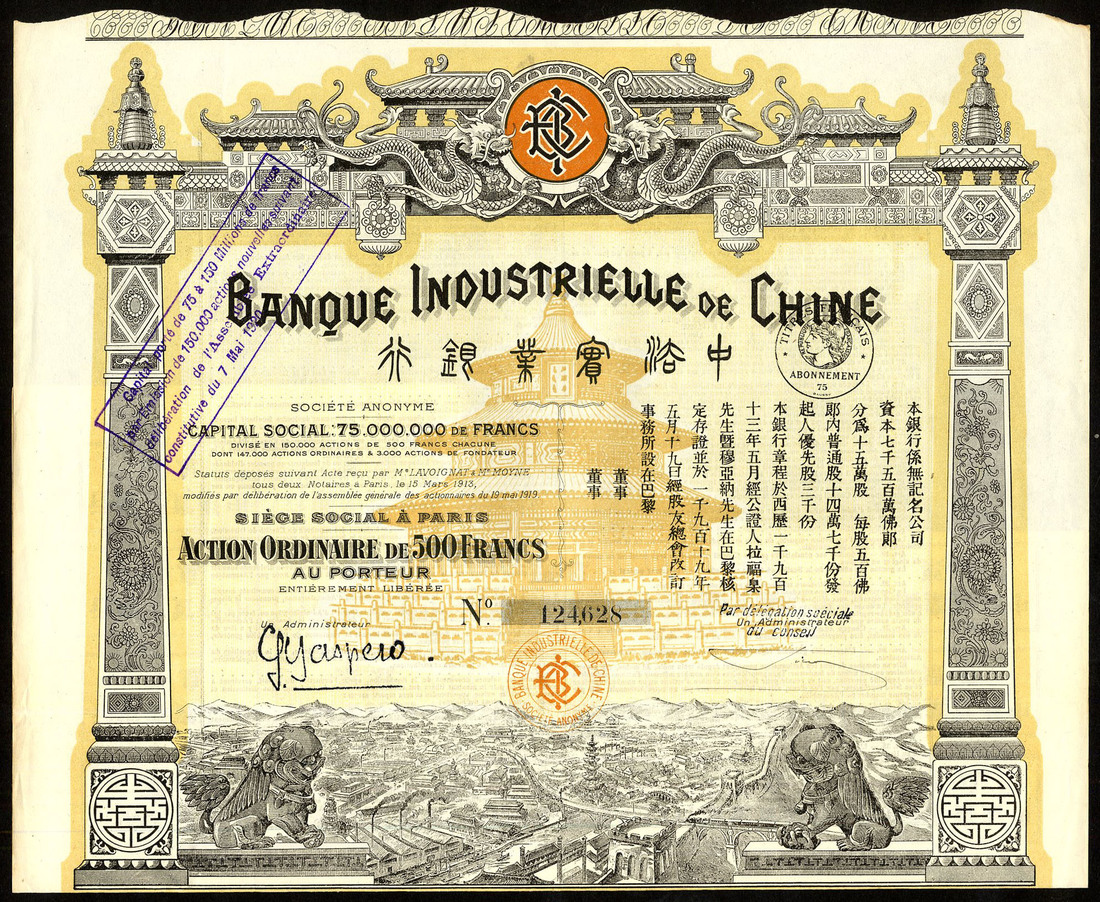 BANQUE INDUSTRIELLE DE CHINE
中法實業銀行
Capital porté de 75 à 150 Millions de Francs
par Emission de 150.000 actions nouvelles suivant
délibération de l'Assemblée Extraordinaire
constitutive du 7 Mai 1920
ABONNEMENT
75
SOCIÉTÉ ANONYME
CAPITAL SOCIAL: 75.000.000 DE FRANCS
DIVISÉ EN 150.000 ACTIONS DE 500 FRANCS CHACUNE
DONT 147.000 ACTIONS ORDINAIRES & 3.000 ACTIONS DE FONDATEUR
Statuts déposés suivant Acte reçu par Mᵉ LAVOIGNAT & Mᵉ MOYNE
tous deux Notaires à Paris, le 15 Mars 1913,
modifiés par délibération de l'assemblée générale des actionnaires du 19 mai 1919
SIÈGE SOCIAL À PARIS
ACTION ORDINAIRE DE 500 FRANCS
AU PORTEUR
ENTIÈREMENT LIBÉRÉE
本銀行係無記名公司
資本七千五百萬佛郎
分爲十五萬股 每股五百佛
郎內普通股十四萬七千份發
起人優先股三千份
本銀行章程於西歷一千九百
十三年五月經公證人拉福臬
先生暨穆亞納先生在巴黎核
定存證並於一千九百十九年
五月十九日經股友總會改訂
事務所設在巴黎
董事
董事
Nº 124,628
Un Administrateur
Par délégation spéciale
Un Administrateur
du conseil
BANQUE INDUSTRIELLE DE CHINE
SOCIÉTÉ ANONYME